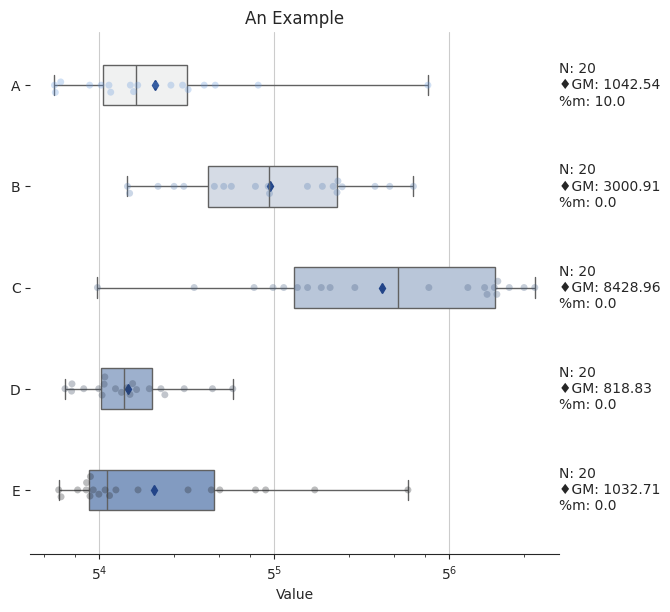 An Example
A
N: 20
♦GM: 1042.54
%m: 10.0
B
N: 20
♦GM: 3000.91
%m: 0.0
C
N: 20
♦GM: 8428.96
%m: 0.0
D
N: 20
♦GM: 818.83
%m: 0.0
E
N: 20
♦GM: 1032.71
%m: 0.0
5⁴ 5⁵ 5⁶
Value